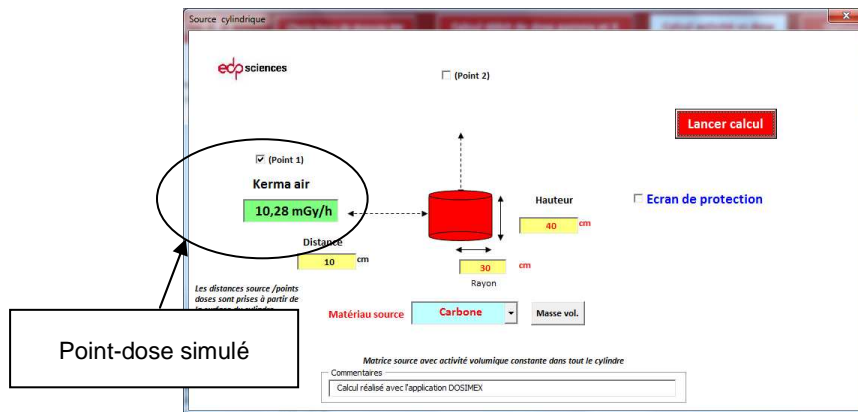 Source cylindrique
edp sciences
(Point 2)
Lancer calcul
(Point 1)
Kerma air
10,28 mGy/h
Hauteur
40 cm
Ecran de protection
Distance
10 cm
30 cm
Rayon
Les distances source /points
doses sont prises à partir de
Matériau source
Carbone
Masse vol.
Point-dose simulé
Matrice source avec activité volumique constante dans tout le cylindre
Commentaires
Calcul réalisé avec l'application DOSIMEX